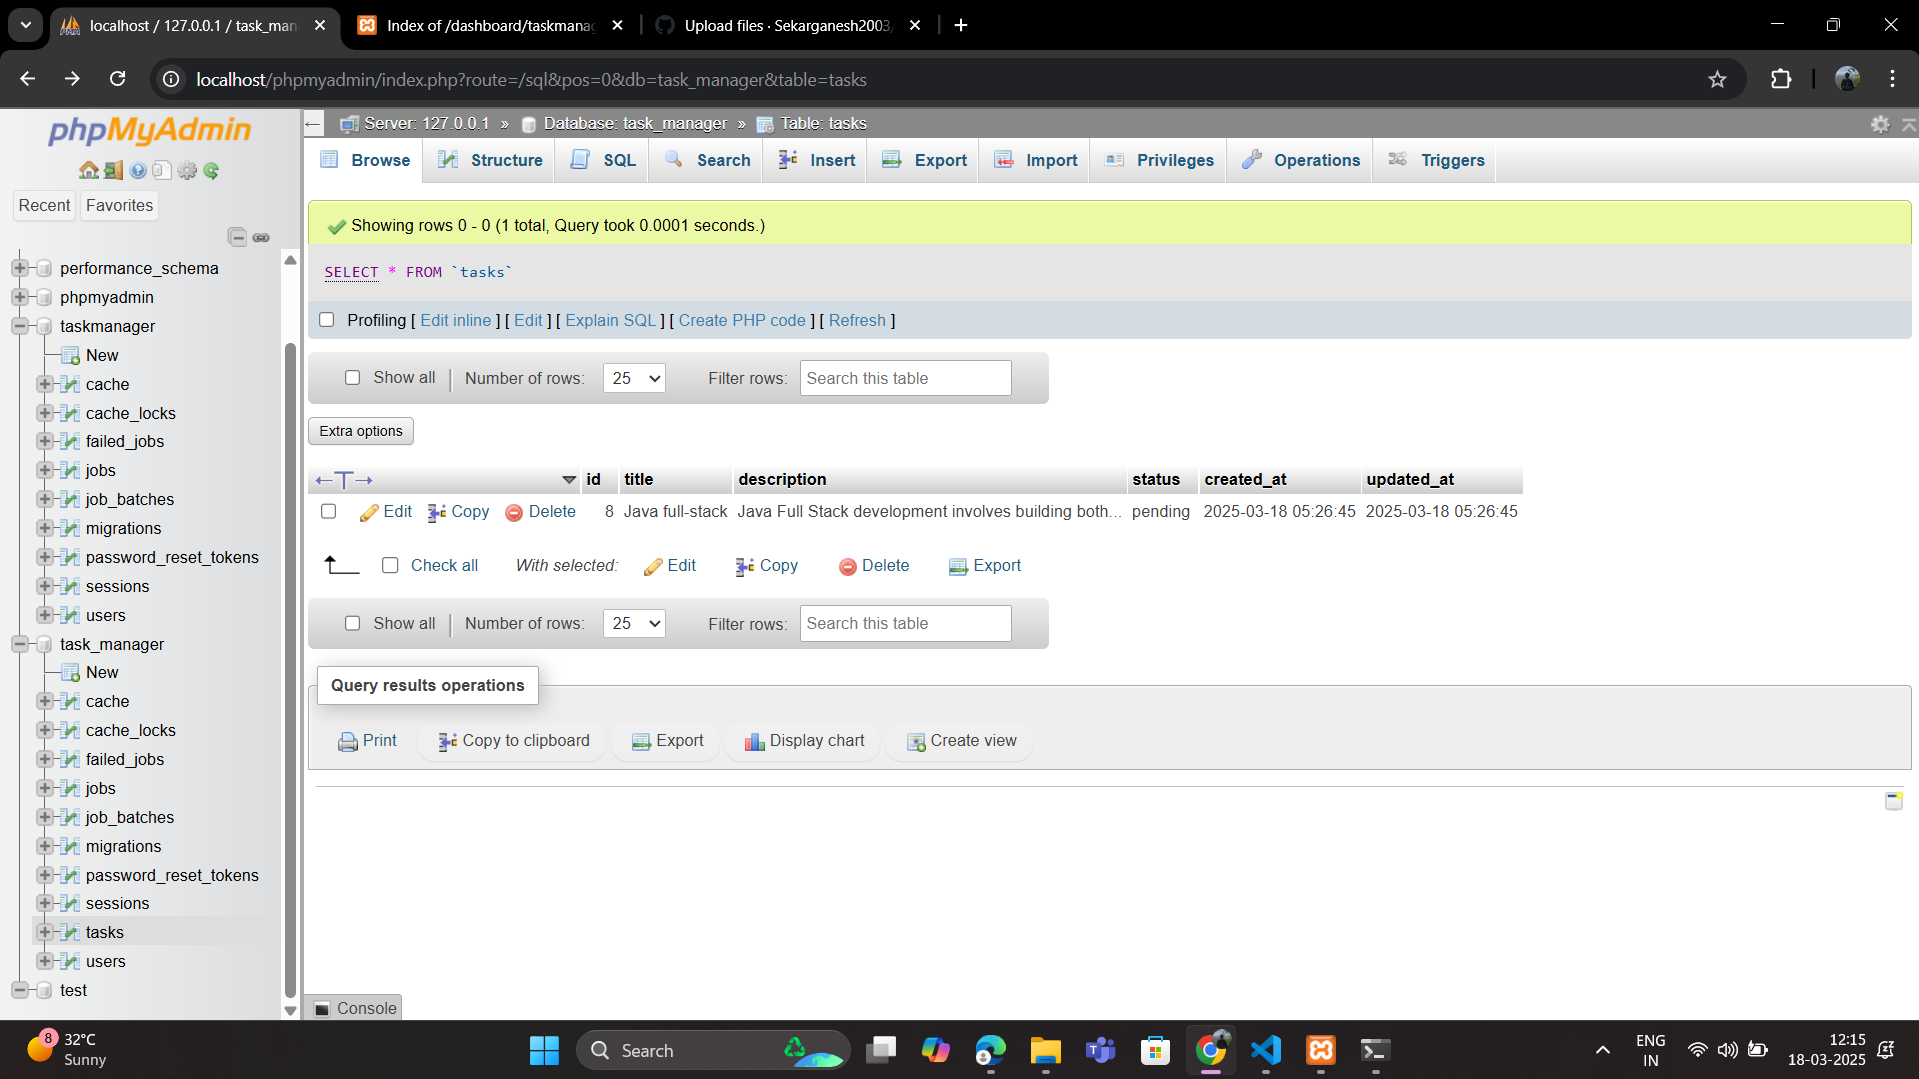 localhost / 127.0.0.1 / task_man
Index of /dashboard/taskmanag
Upload files · Sekarganesh2003
localhost/phpmyadmin/index.php?route=/sql&pos=0&db=task_manager&table=tasks
phpMyAdmin
Recent
Favorites
performance_schema
phpmyadmin
taskmanager
New
cache
cache_locks
failed_jobs
jobs
job_batches
migrations
password_reset_tokens
sessions
users
task_manager
New
cache
cache_locks
failed_jobs
jobs
job_batches
migrations
password_reset_tokens
sessions
tasks
users
test
Server: 127.0.0.1 » Database: task_manager » Table: tasks
Browse Structure SQL Search Insert Export Import Privileges Operations Triggers
Showing rows 0 - 0 (1 total, Query took 0.0001 seconds.)
SELECT * FROM `tasks`
Profiling [ Edit inline ] [ Edit ] [ Explain SQL ] [ Create PHP code ] [ Refresh ]
Show all Number of rows: 25 Filter rows: Search this table
Extra options
id title description status created_at updated_at
Edit Copy Delete 8 Java full-stack Java Full Stack development involves building both... pending 2025-03-18 05:26:45 2025-03-18 05:26:45
Check all With selected: Edit Copy Delete Export
Show all Number of rows: 25 Filter rows: Search this table
Query results operations
Print Copy to clipboard Export Display chart Create view
Console
8
32°C
Sunny
Search
ENG
IN
12:15
18-03-2025